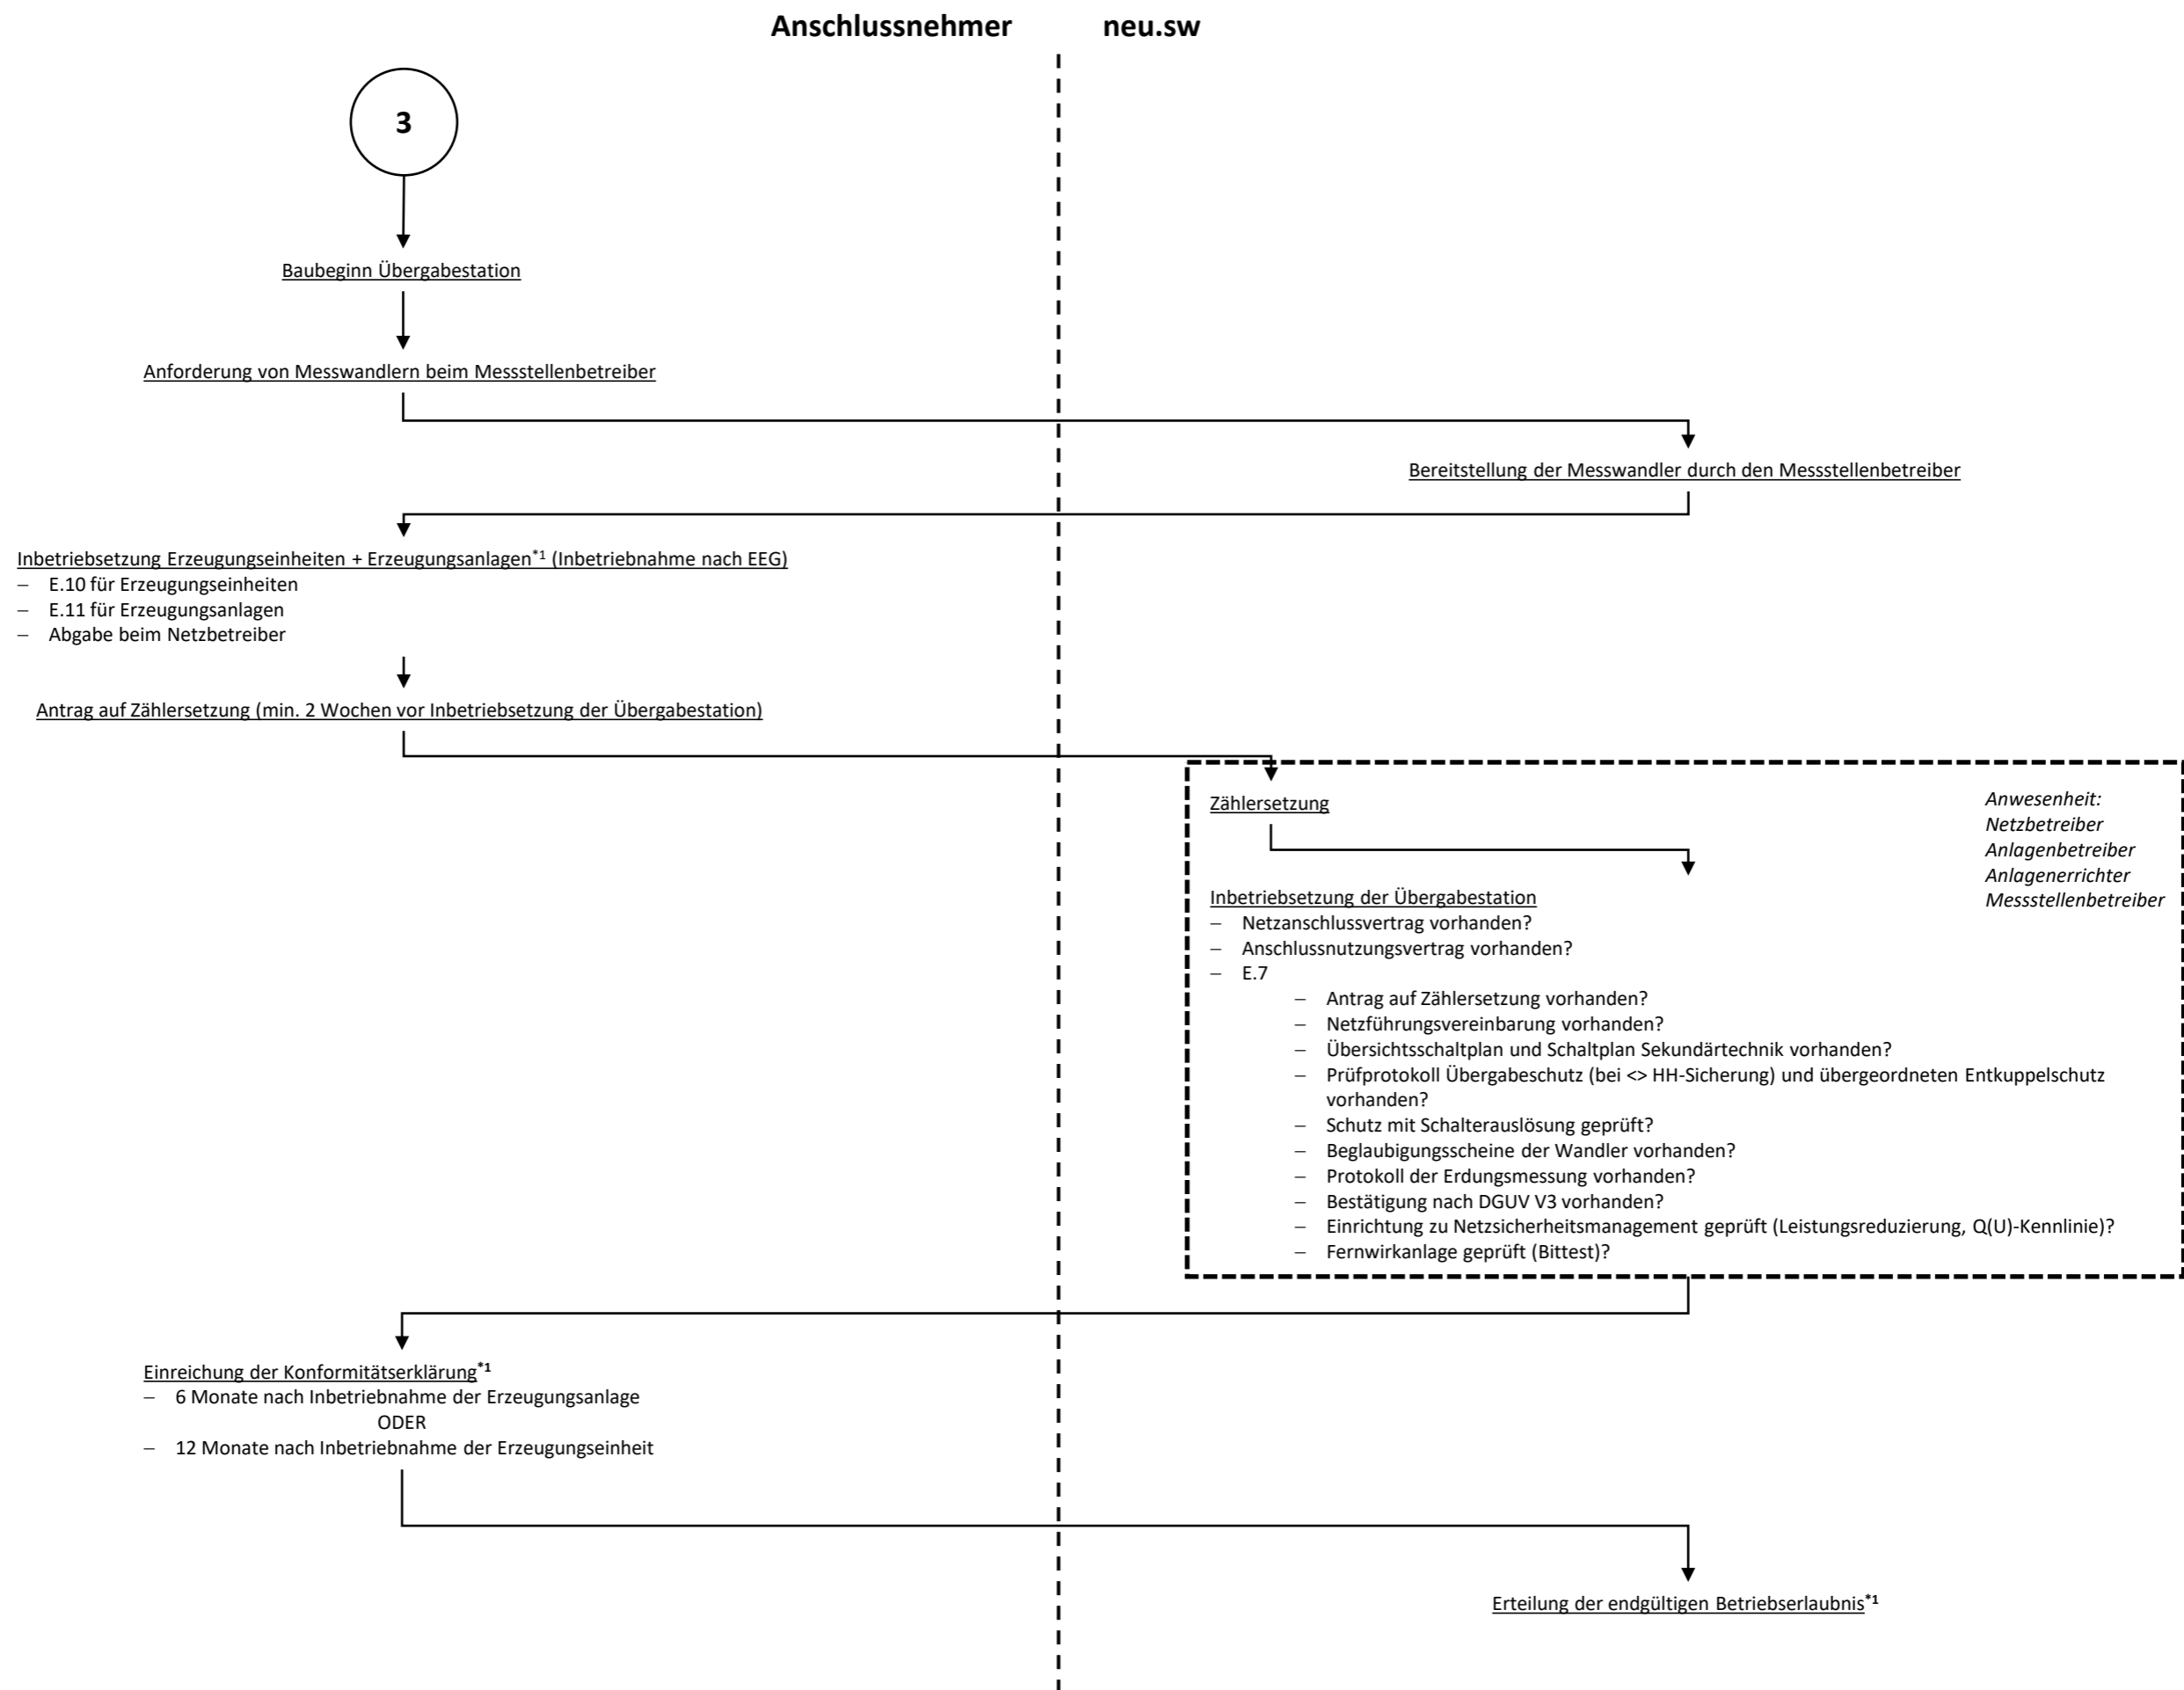 Anschlussnehmer neu.sw
3
Baubeginn Übergabestation
Anforderung von Messwandlern beim Messstellenbetreiber
Bereitstellung der Messwandler durch den Messstellenbetreiber
Inbetriebsetzung Erzeugungseinheiten + Erzeugungsanlagen*1 (Inbetriebnahme nach EEG)
– E.10 für Erzeugungseinheiten
– E.11 für Erzeugungsanlagen
– Abgabe beim Netzbetreiber
Antrag auf Zählersetzung (min. 2 Wochen vor Inbetriebsetzung der Übergabestation)
Zählersetzung
Anwesenheit:
Netzbetreiber
Anlagenbetreiber
Anlagenerrichter
Messstellenbetreiber
Inbetriebsetzung der Übergabestation
– Netzanschlussvertrag vorhanden?
– Anschlussnutzungsvertrag vorhanden?
– E.7
– Antrag auf Zählersetzung vorhanden?
– Netzführungsvereinbarung vorhanden?
– Übersichtsschaltplan und Schaltplan Sekundärtechnik vorhanden?
– Prüfprotokoll Übergabeschutz (bei <> HH-Sicherung) und übergeordneten Entkuppelschutz
vorhanden?
– Schutz mit Schalterauslösung geprüft?
– Beglaubigungsscheine der Wandler vorhanden?
– Protokoll der Erdungsmessung vorhanden?
– Bestätigung nach DGUV V3 vorhanden?
– Einrichtung zu Netzsicherheitsmanagement geprüft (Leistungsreduzierung, Q(U)-Kennlinie)?
– Fernwirkanlage geprüft (Bittest)?
Einreichung der Konformitätserklärung*1
– 6 Monate nach Inbetriebnahme der Erzeugungsanlage
ODER
– 12 Monate nach Inbetriebnahme der Erzeugungseinheit
Erteilung der endgültigen Betriebserlaubnis*1